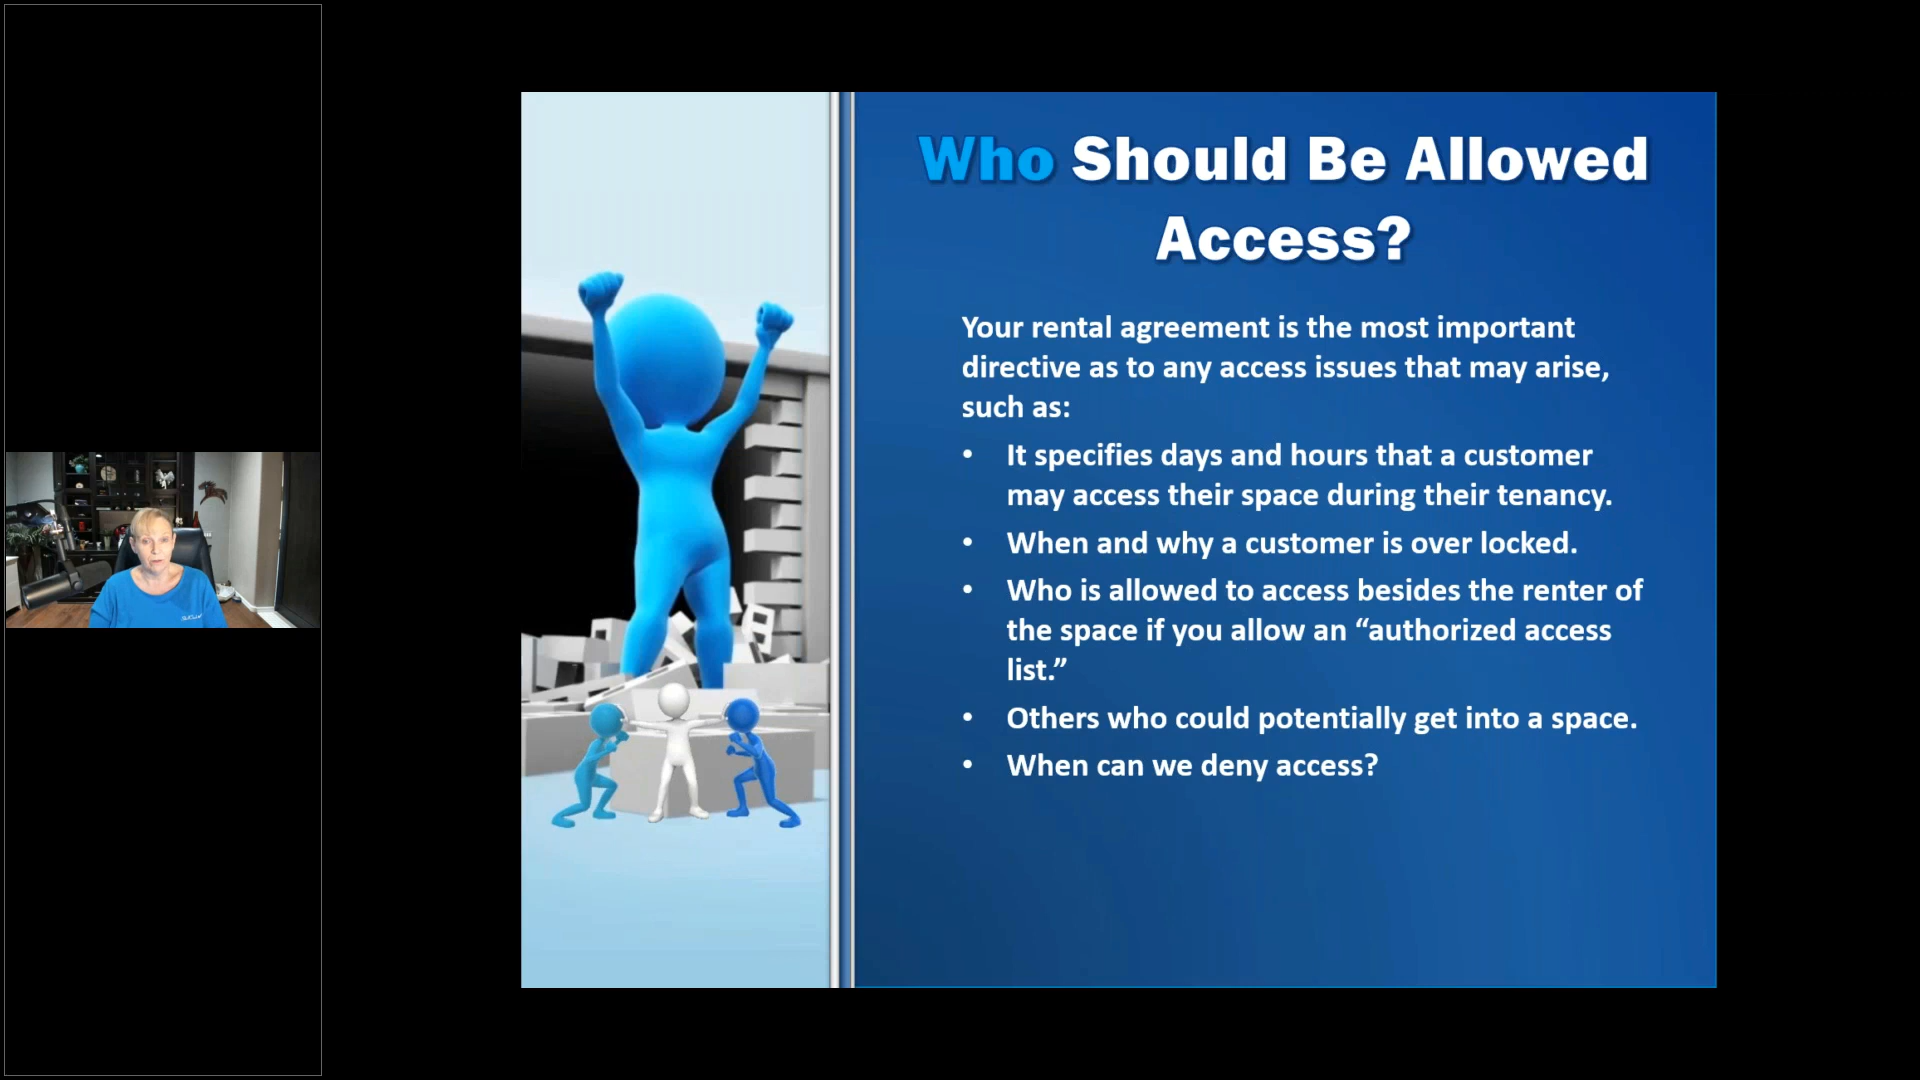 Who Should Be Allowed
Access?
Your rental agreement is the most important
directive as to any access issues that may arise,
such as:
• It specifies days and hours that a customer
may access their space during their tenancy.
• When and why a customer is over locked.
• Who is allowed to access besides the renter of
the space if you allow an “authorized access
list.”
• Others who could potentially get into a space.
• When can we deny access?